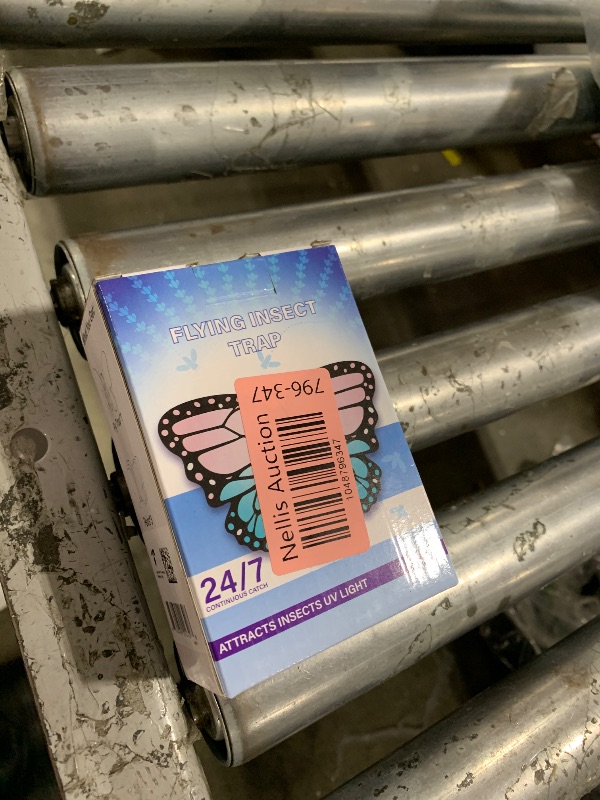 FLYING INSECT
TRAP
796-347
Nellis Auction
1048796347
24/7
CONTINUOUS CATCH
ATTRACTS INSECTS UV LIGHT